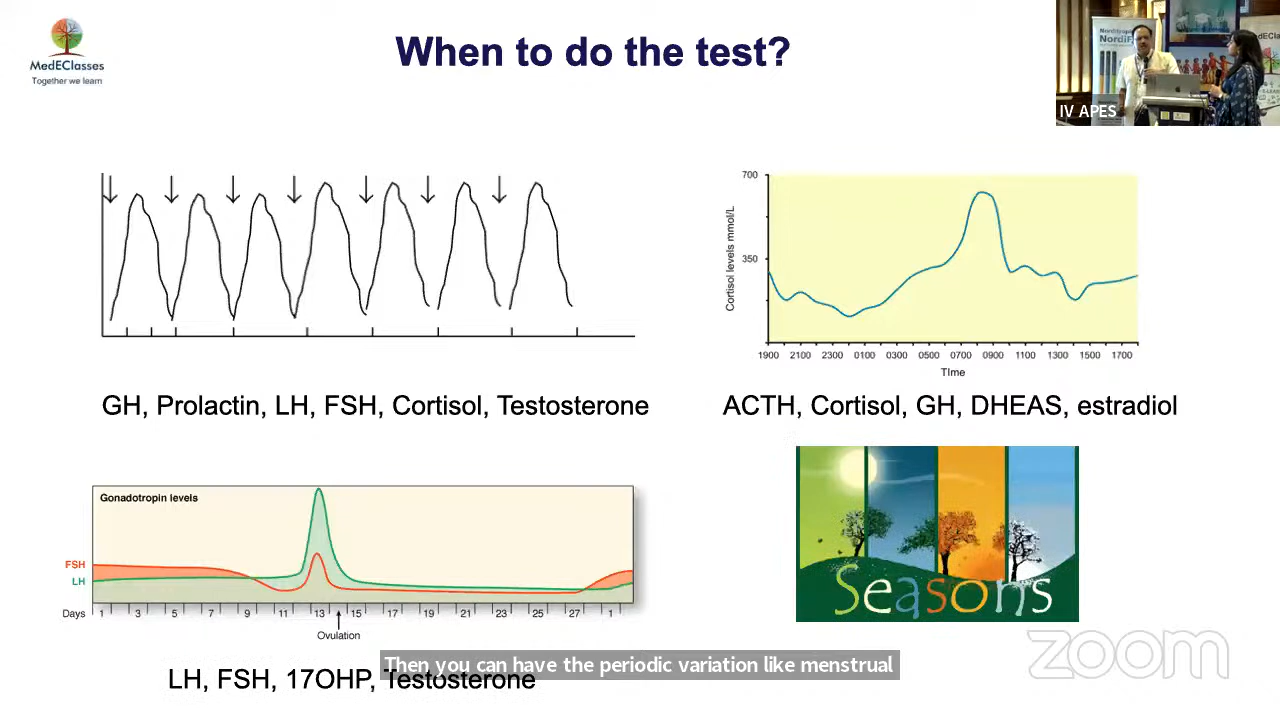 MedEClasses
Together we learn
When to do the test?
IV APES
GH, Prolactin, LH, FSH, Cortisol, Testosterone
700
350
Cortisol levels mmol/L
1900 2100 2300 0100 0300 0500 0700 0900 1100 1300 1500 1700
TIme
ACTH, Cortisol, GH, DHEAS, estradiol
Gonadotropin levels
FSH
LH
Days 1 3 5 7 9 11 13 15 17 19 21 23 25 27 1
Ovulation
Seasons
zoom
Then you can have the periodic variation like menstrual
LH, FSH, 17OHP, Testosterone